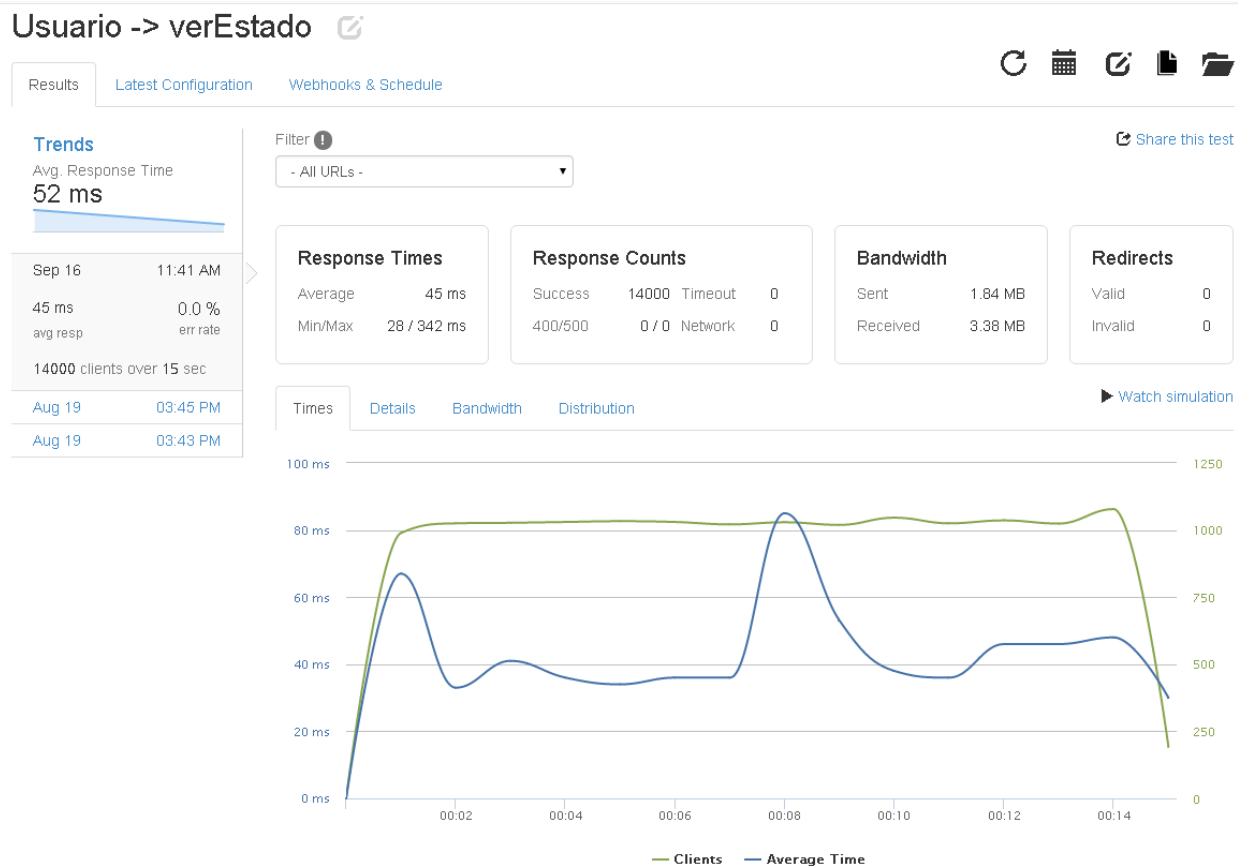 Usuario -> verEstado
Results Latest Configuration Webhooks & Schedule
Trends
Avg. Response Time
52 ms
Sep 16 11:41 AM
45 ms 0.0 %
avg resp err rate
14000 clients over 15 sec
Aug 19 03:45 PM
Aug 19 03:43 PM
Filter !
- All URLs -
Share this test
Response Times
Average 45 ms
Min/Max 28 / 342 ms
Response Counts
Success 14000 Timeout 0
400/500 0 / 0 Network 0
Bandwidth
Sent 1.84 MB
Received 3.38 MB
Redirects
Valid 0
Invalid 0
Times Details Bandwidth Distribution
Watch simulation
100 ms 1250
80 ms 1000
60 ms 750
40 ms 500
20 ms 250
0 ms 0
00:02 00:04 00:06 00:08 00:10 00:12 00:14
Clients Average Time